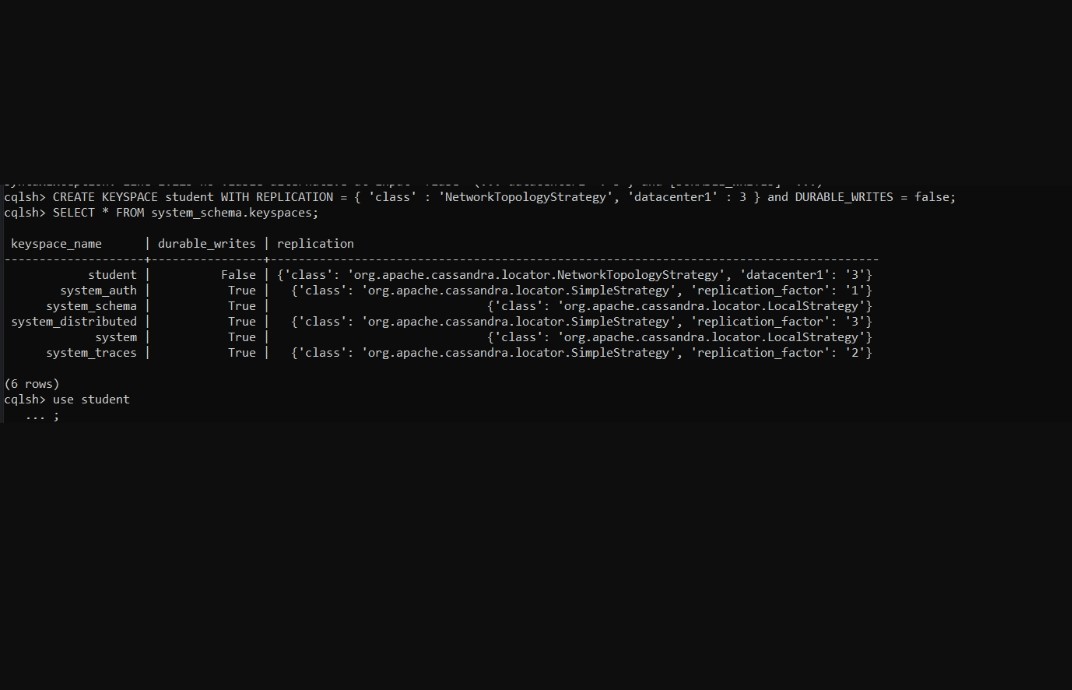 cqlsh> CREATE KEYSPACE student WITH REPLICATION = { 'class' : 'NetworkTopologyStrategy', 'datacenter1' : 3 } and DURABLE_WRITES = false;
cqlsh> SELECT * FROM system_schema.keyspaces;
keyspace_name | durable_writes | replication
--------------------+----------------+---------------------------------------------------------------------------------------
student | False | {'class': 'org.apache.cassandra.locator.NetworkTopologyStrategy', 'datacenter1': '3'}
system_auth | True | {'class': 'org.apache.cassandra.locator.SimpleStrategy', 'replication_factor': '1'}
system_schema | True | {'class': 'org.apache.cassandra.locator.LocalStrategy'}
system_distributed | True | {'class': 'org.apache.cassandra.locator.SimpleStrategy', 'replication_factor': '3'}
system | True | {'class': 'org.apache.cassandra.locator.LocalStrategy'}
system_traces | True | {'class': 'org.apache.cassandra.locator.SimpleStrategy', 'replication_factor': '2'}
(6 rows)
cqlsh> use student
... ;